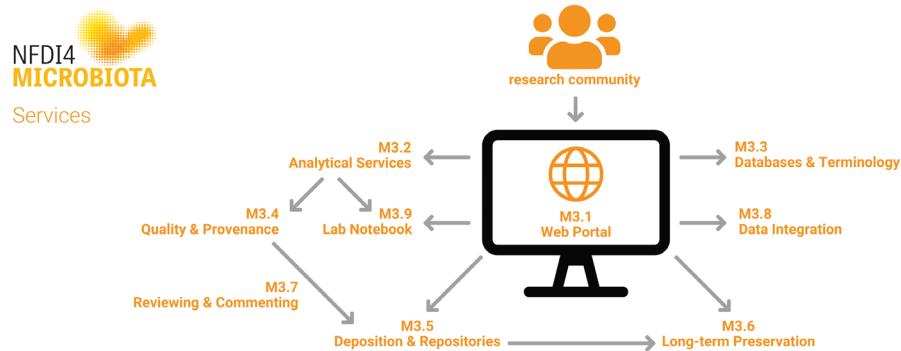 NFDI4
MICROBIOTA
Services
research community
M3.2
Analytical Services
M3.3
Databases & Terminology
M3.1
Web Portal
M3.4
Quality & Provenance
M3.9
Lab Notebook
M3.8
Data Integration
M3.7
Reviewing & Commenting
M3.5
Deposition & Repositories
M3.6
Long-term Preservation